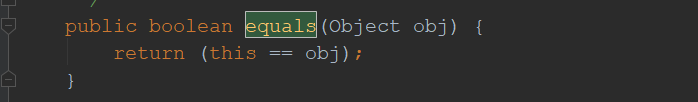 */
public boolean equals(Object obj) {
return (this == obj);
}